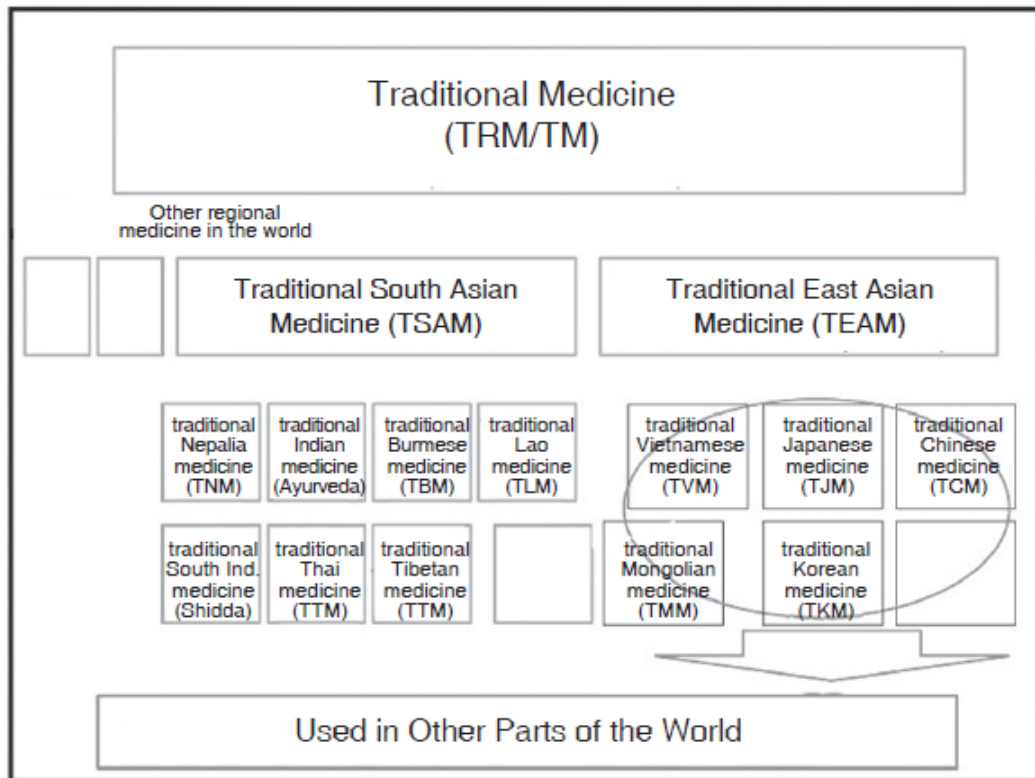 Traditional Medicine
(TRM/TM)
Other regional
medicine in the world
Traditional South Asian
Medicine (TSAM)
Traditional East Asian
Medicine (TEAM)
traditional
Nepalia
medicine
(TNM)
traditional
Indian
medicine
(Ayurveda)
traditional
Burmese
medicine
(TBM)
traditional
Lao
medicine
(TLM)
traditional
Vietnamese
medicine
(TVM)
traditional
Japanese
medicine
(TJM)
traditional
Chinese
medicine
(TCM)
traditional
South Ind.
medicine
(Shidda)
traditional
Thai
medicine
(TTM)
traditional
Tibetan
medicine
(TTM)
traditional
Mongolian
medicine
(TMM)
traditional
Korean
medicine
(TKM)
Used in Other Parts of the World